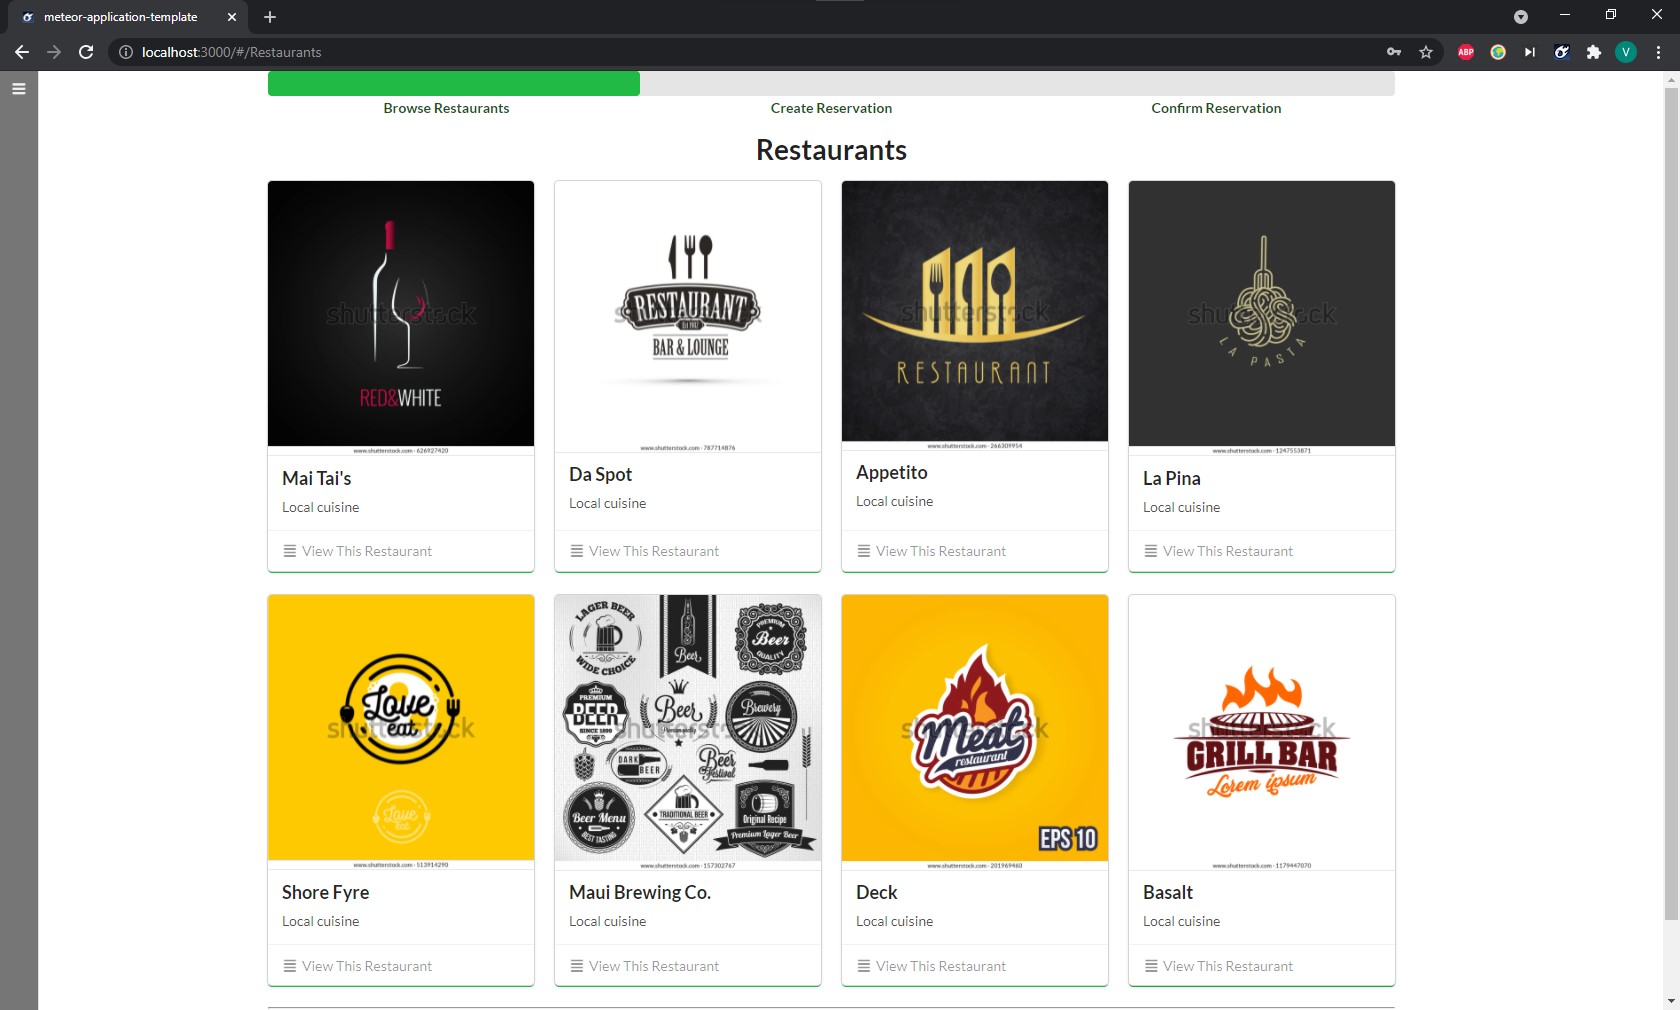 meteor-application-template
localhost:3000/#/Restaurants
ABP
V
Browse Restaurants
Create Reservation
Confirm Reservation
Restaurants
shutterstock
RED&WHITE
www.shutterstock.com · 626927420
Mai Tai's
Local cuisine
View This Restaurant
RESTAURANT
Est 1987
BAR & LOUNGE
www.shutterstock.com · 787714876
Da Spot
Local cuisine
View This Restaurant
shutterstock
RESTAURANT
www.shutterstock.com · 266309954
Appetito
Local cuisine
View This Restaurant
shutterstock
LA PASTA
www.shutterstock.com · 1247553871
La Pina
Local cuisine
View This Restaurant
Love
eat
shutterstock
Love
eat
www.shutterstock.com · 513914290
Shore Fyre
Local cuisine
View This Restaurant
LAGER BEER
WIDE CHOICE
Beer
PREMIUM
Beer
QUALITY
PREMIUM
BEER
SINCE 1890
Beer
Brewery
shutterstock
DARK
BEER
Beer
Festival
Beer Menu
BEST TASTING
TRADITIONAL BEER
Original Recipe
Premium Lager Beer
www.shutterstock.com · 157302767
Maui Brewing Co.
Local cuisine
View This Restaurant
Meat
restaurant
shutterstock
EPS 10
www.shutterstock.com · 201969460
Deck
Local cuisine
View This Restaurant
shutterstock
GRILL BAR
Lorem ipsum
www.shutterstock.com · 1179447070
Basalt
Local cuisine
View This Restaurant